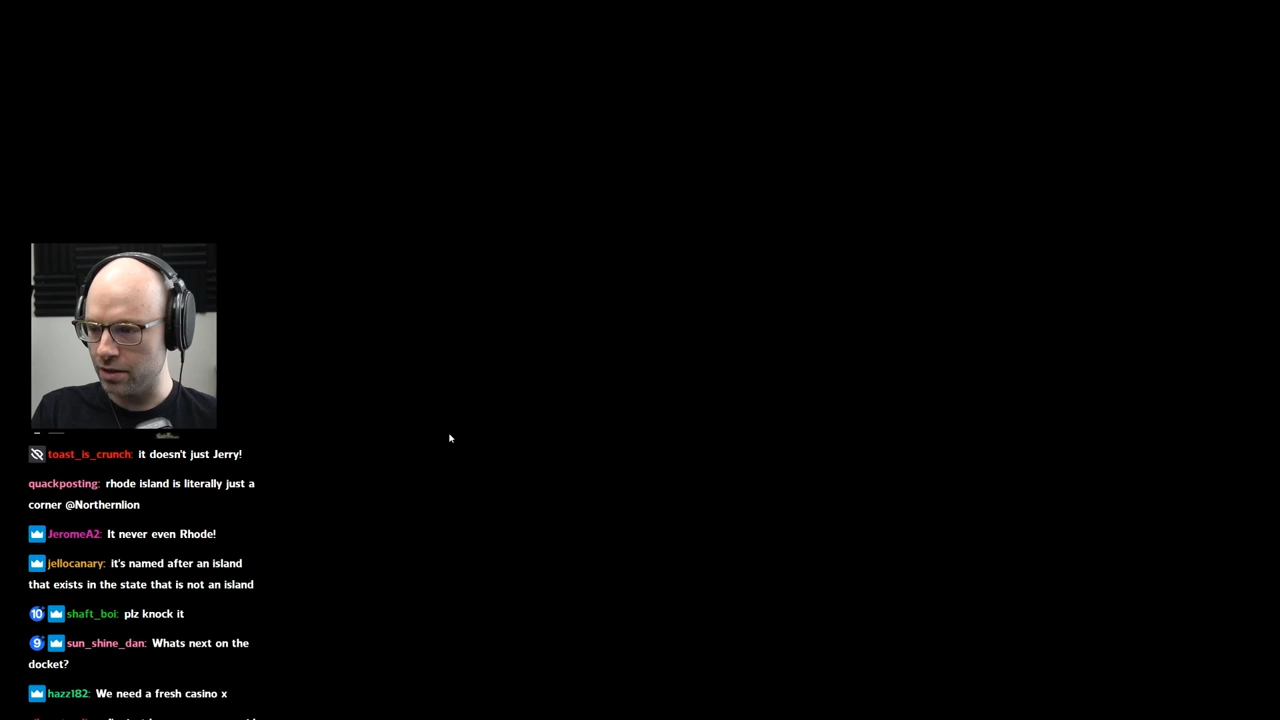 toast_is_crunch: it doesn't just Jerry!
quackposting: rhode island is literally just a
corner @Northernlion
JeromeA2: It never even Rhode!
jellocanary: it's named after an island
that exists in the state that is not an island
10 shaft_boi: plz knock it
9 sun_shine_dan: Whats next on the
docket?
hazz182: We need a fresh casino x